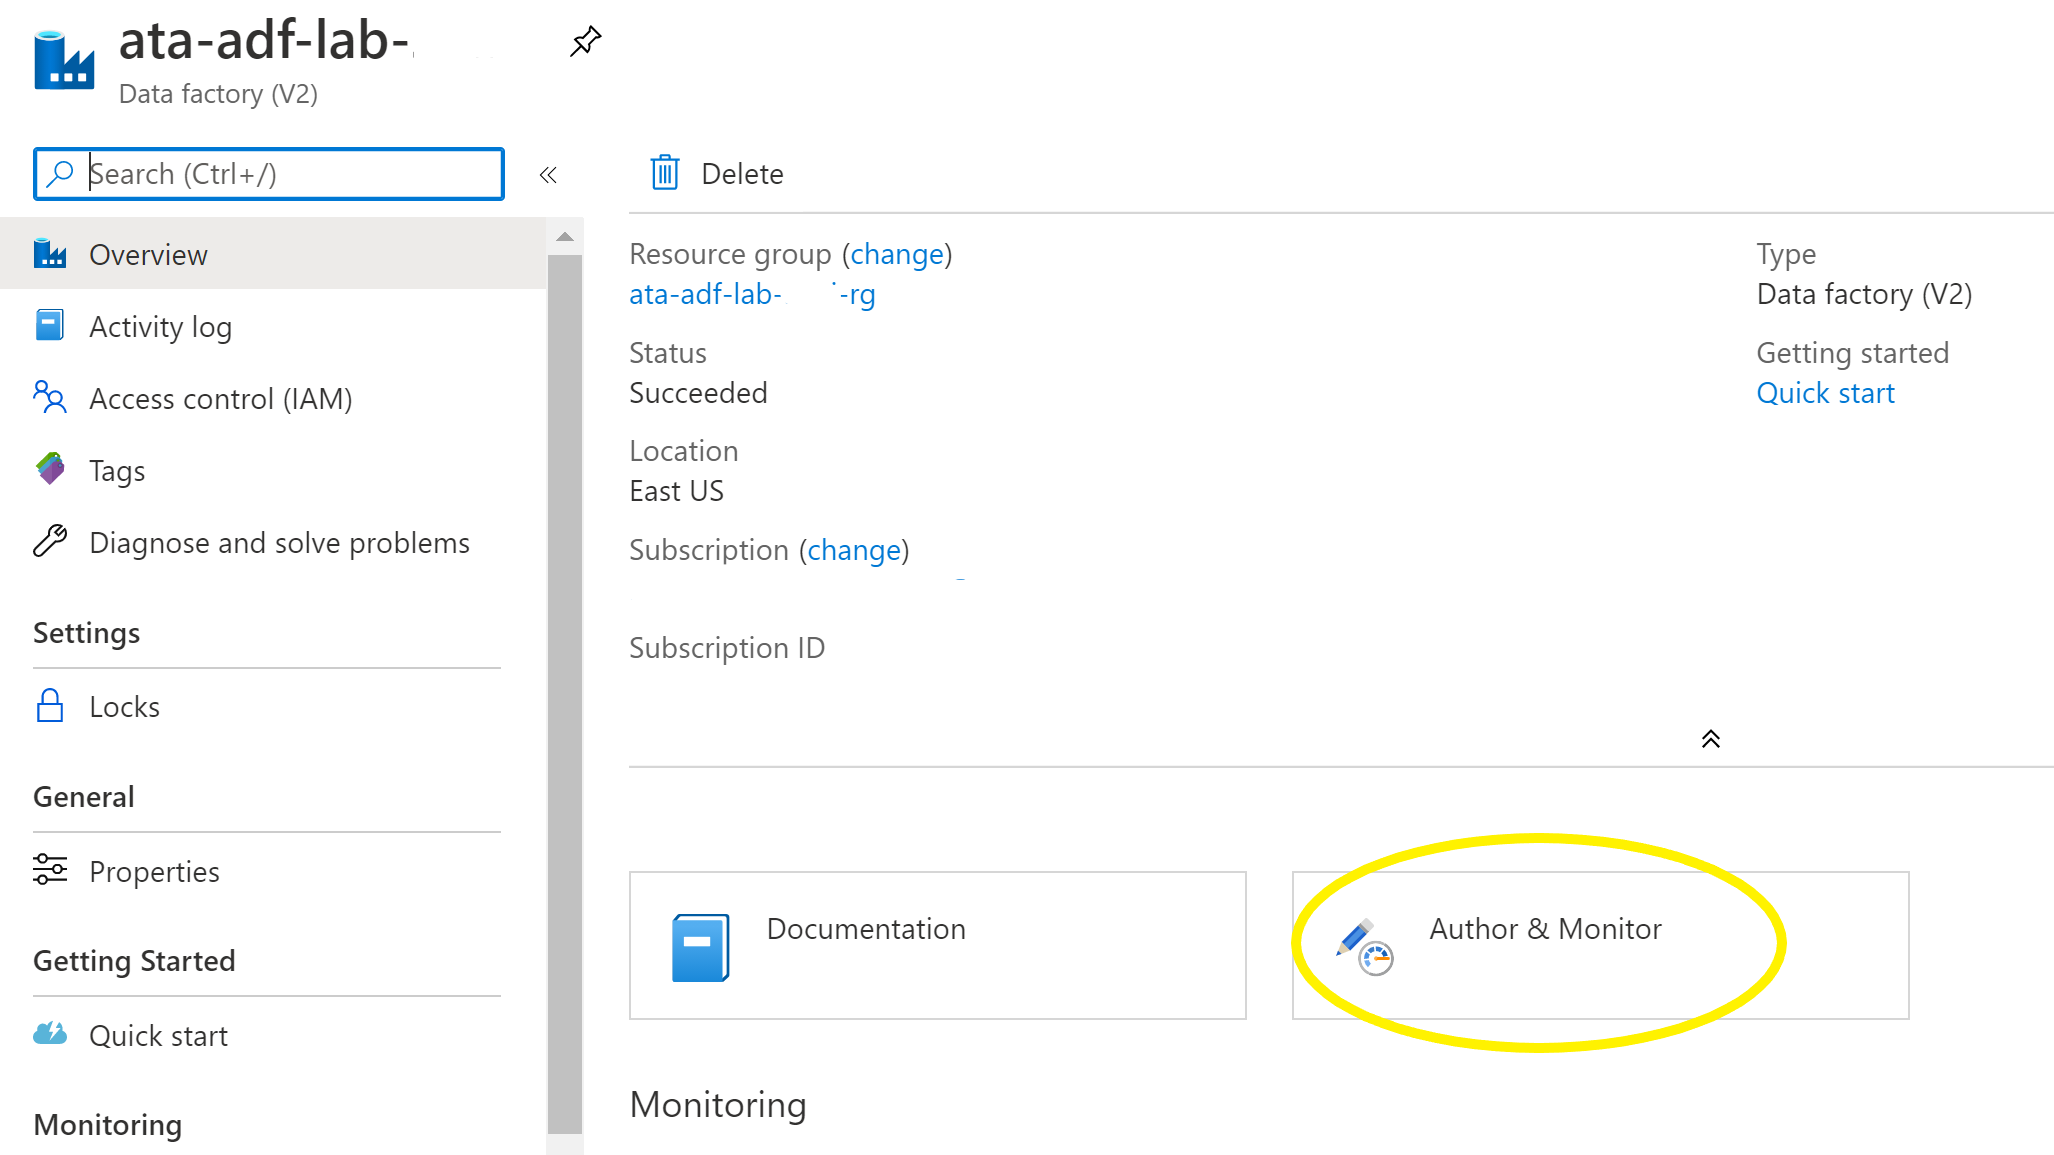 ata-adf-lab-
Data factory (V2)
Search (Ctrl+/)
Overview
Activity log
Access control (IAM)
Tags
Diagnose and solve problems
Settings
Locks
General
Properties
Getting Started
Quick start
Monitoring
Delete
Resource group (change)
ata-adf-lab- -rg
Status
Succeeded
Location
East US
Subscription (change)
Subscription ID
Type
Data factory (V2)
Getting started
Quick start
Documentation
Author & Monitor
Monitoring